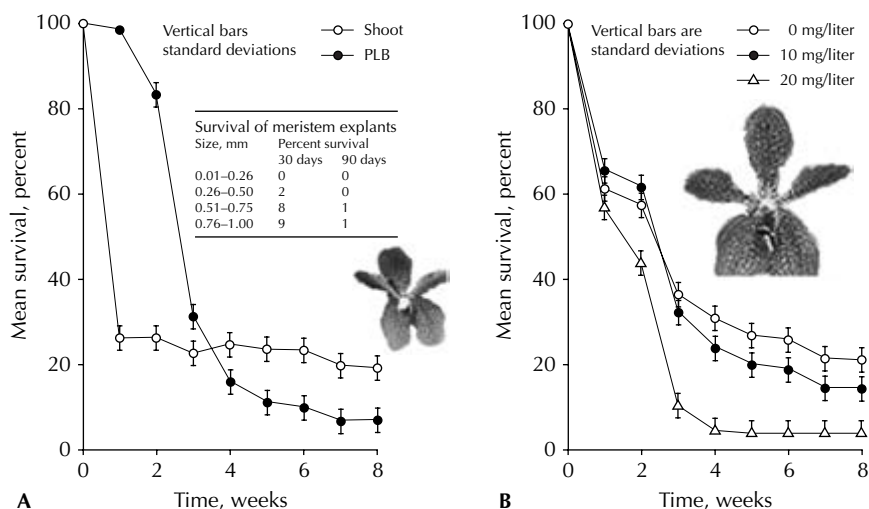 Mean survival, percent
100
80
60
40
20
0
Vertical bars
standard deviations
Shoot
PLB
Survival of meristem explants
Size, mm Percent survival
30 days 90 days
0.01–0.26 0 0
0.26–0.50 2 0
0.51–0.75 8 1
0.76–1.00 9 1
0 2 4 6 8
Time, weeks
A
Mean survival, percent
100
80
60
40
20
0
Vertical bars are
standard deviations
0 mg/liter
10 mg/liter
20 mg/liter
0 2 4 6 8
Time, weeks
B